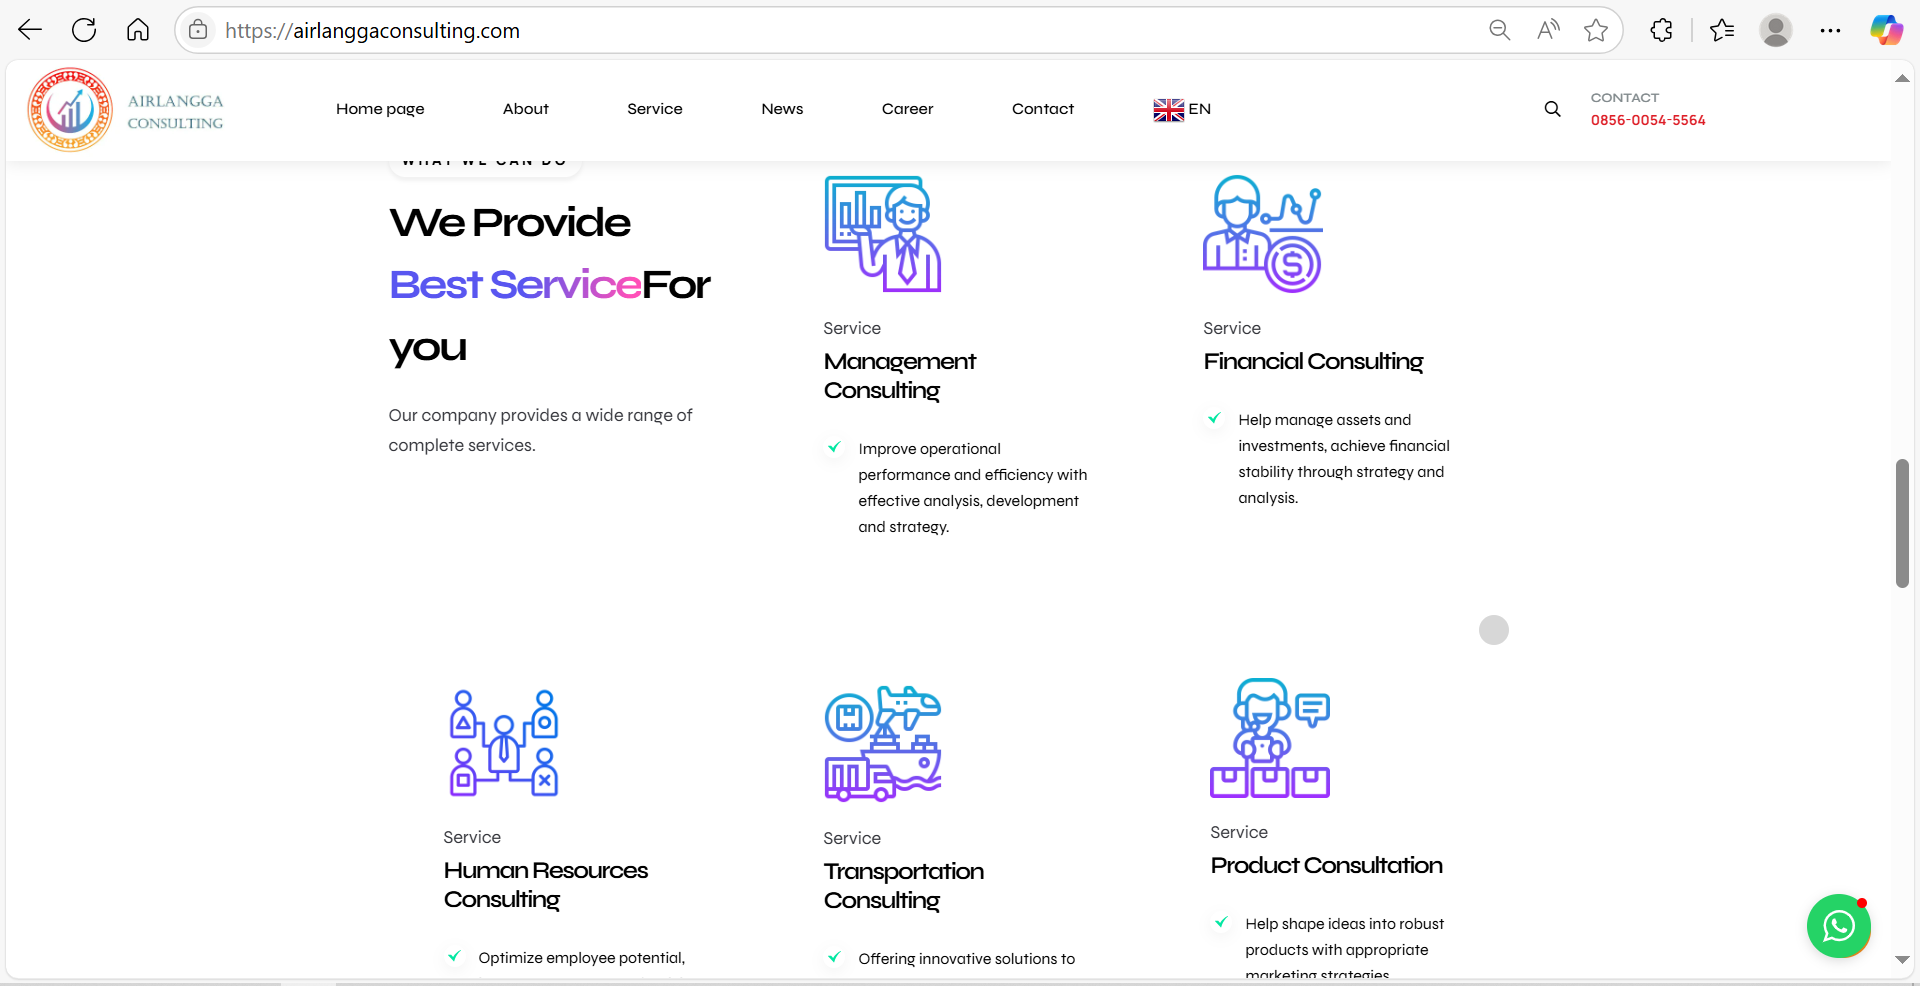 https://airlanggaconsulting.com
AIRLANGGA
CONSULTING
Home page
About
Service
News
Career
Contact
EN
CONTACT
0856-0054-5564
WHAT WE CAN DO
We Provide
Best ServiceFor
you
Our company provides a wide range of
complete services.
Service
Management
Consulting
Improve operational
performance and efficiency with
effective analysis, development
and strategy.
Service
Financial Consulting
Help manage assets and
investments, achieve financial
stability through strategy and
analysis.
Service
Human Resources
Consulting
Optimize employee potential,
Service
Transportation
Consulting
Offering innovative solutions to
Service
Product Consultation
Help shape ideas into robust
products with appropriate
marketing strategies